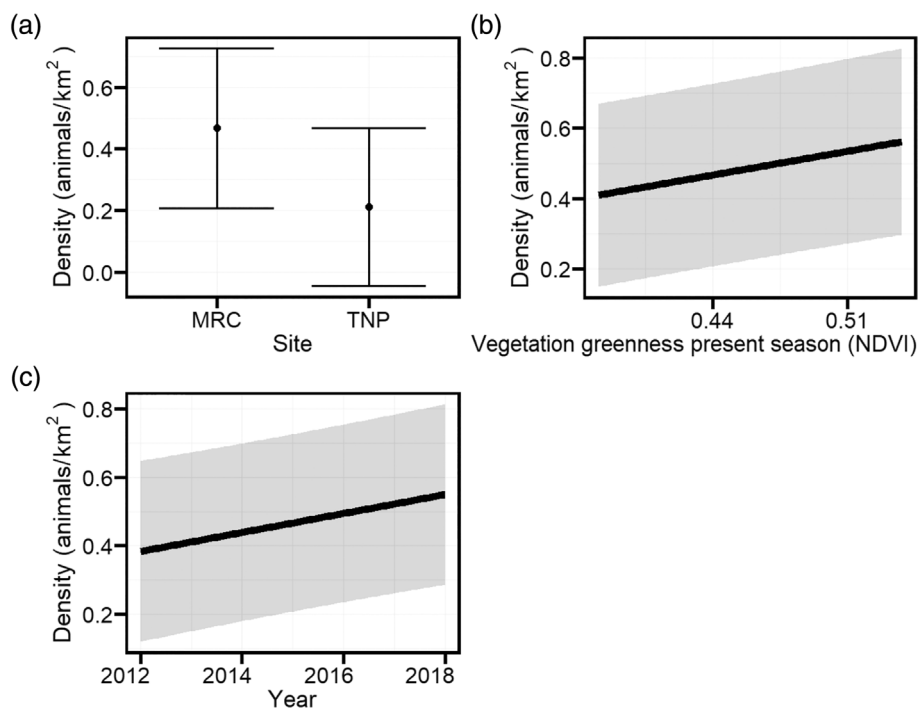 (a)
Density (animals/km²)
0.6
0.4
0.2
0.0
MRC TNP
Site
(b)
Density (animals/km²)
0.8
0.6
0.4
0.2
0.44 0.51
Vegetation greenness present season (NDVI)
(c)
Density (animals/km²)
0.8
0.6
0.4
0.2
2012 2014 2016 2018
Year